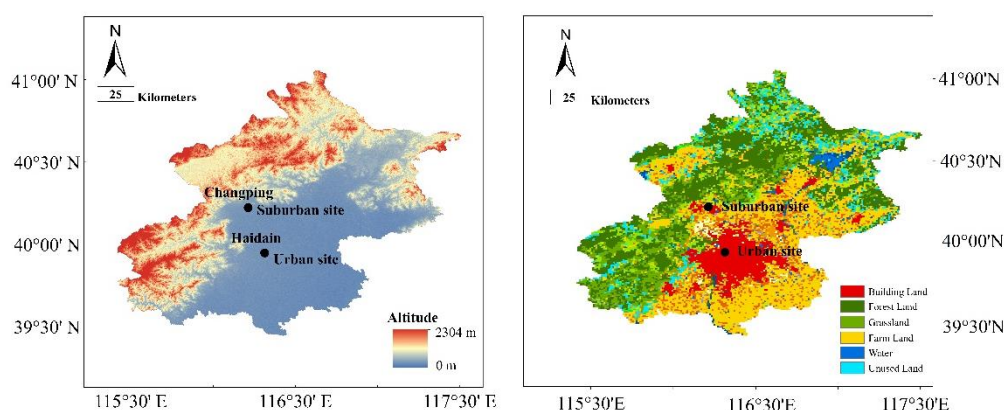 N
25
Kilometers
41°00' N
40°30' N
40°00' N
39°30' N
Changping
Suburban site
Haidain
Urban site
Altitude
2304 m
0 m
115°30' E
116°30' E
117°30' E
N
25
Kilometers
Suburban site
Urban site
Building Land
Forest Land
Grassland
Farm Land
Water
Unused Land
41°00' N
40°30' N
40°00' N
39°30'N
115°30' E
116°30' E
117°30' E